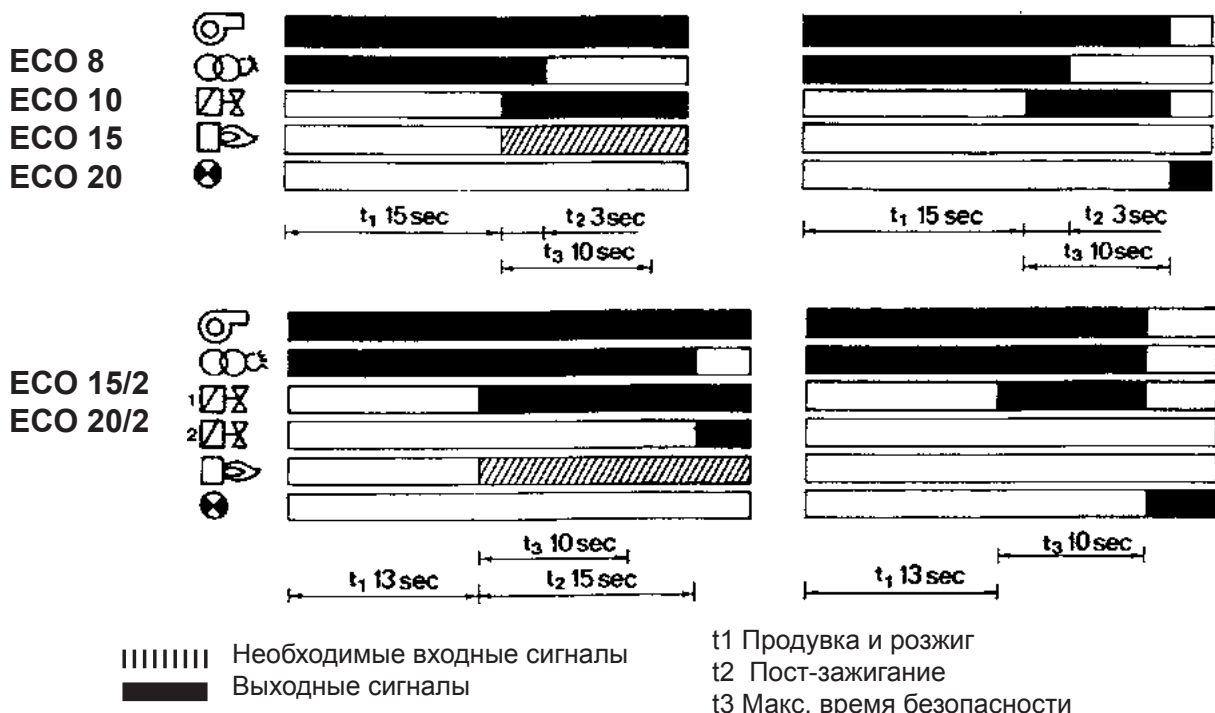 ECO 8
ECO 10
ECO 15
ECO 20
t₁ 15 sec t₂ 3 sec
t₃ 10 sec
t₁ 15 sec t₂ 3 sec
t₃ 10 sec
ECO 15/2
ECO 20/2
1
2
t₃ 10 sec
t₁ 13 sec t₂ 15 sec
t₃ 10 sec
t₁ 13 sec
Необходимые входные сигналы
Выходные сигналы
t1 Продувка и розжиг
t2 Пост-зажигание
t3 Макс. время безопасности